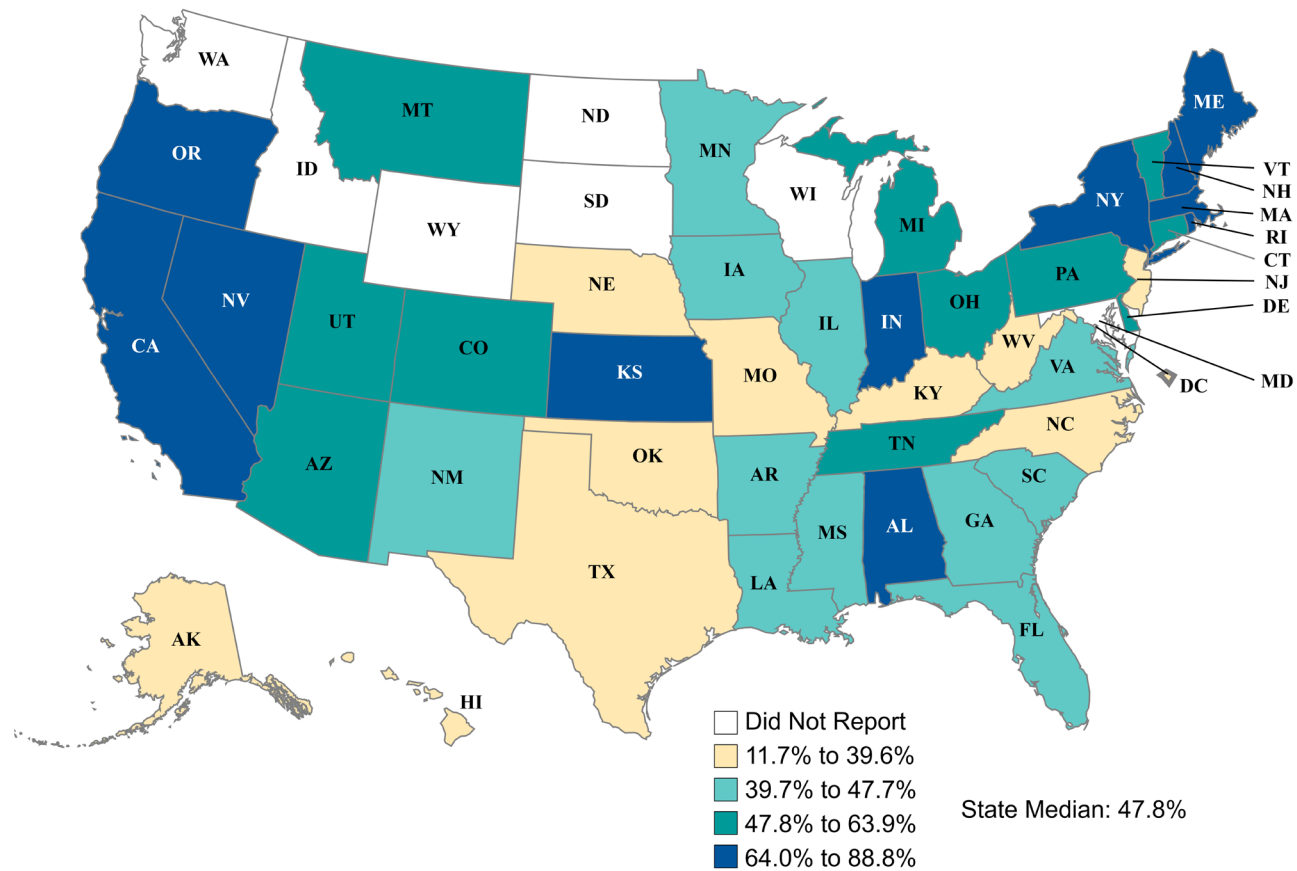 WA
ME
MT
ND
OR
MN
VT
ID
NH
WI
SD
NY
MA
WY
MI
RI
CT
IA
PA
NJ
NE
NV
OH
DE
UT
IL
IN
CA
CO
WV
KS
MO
VA
MD
DC
KY
NC
TN
AZ
OK
NM
AR
SC
GA
MS
AL
TX
LA
FL
AK
HI
Did Not Report
11.7% to 39.6%
39.7% to 47.7%
State Median: 47.8%
47.8% to 63.9%
64.0% to 88.8%